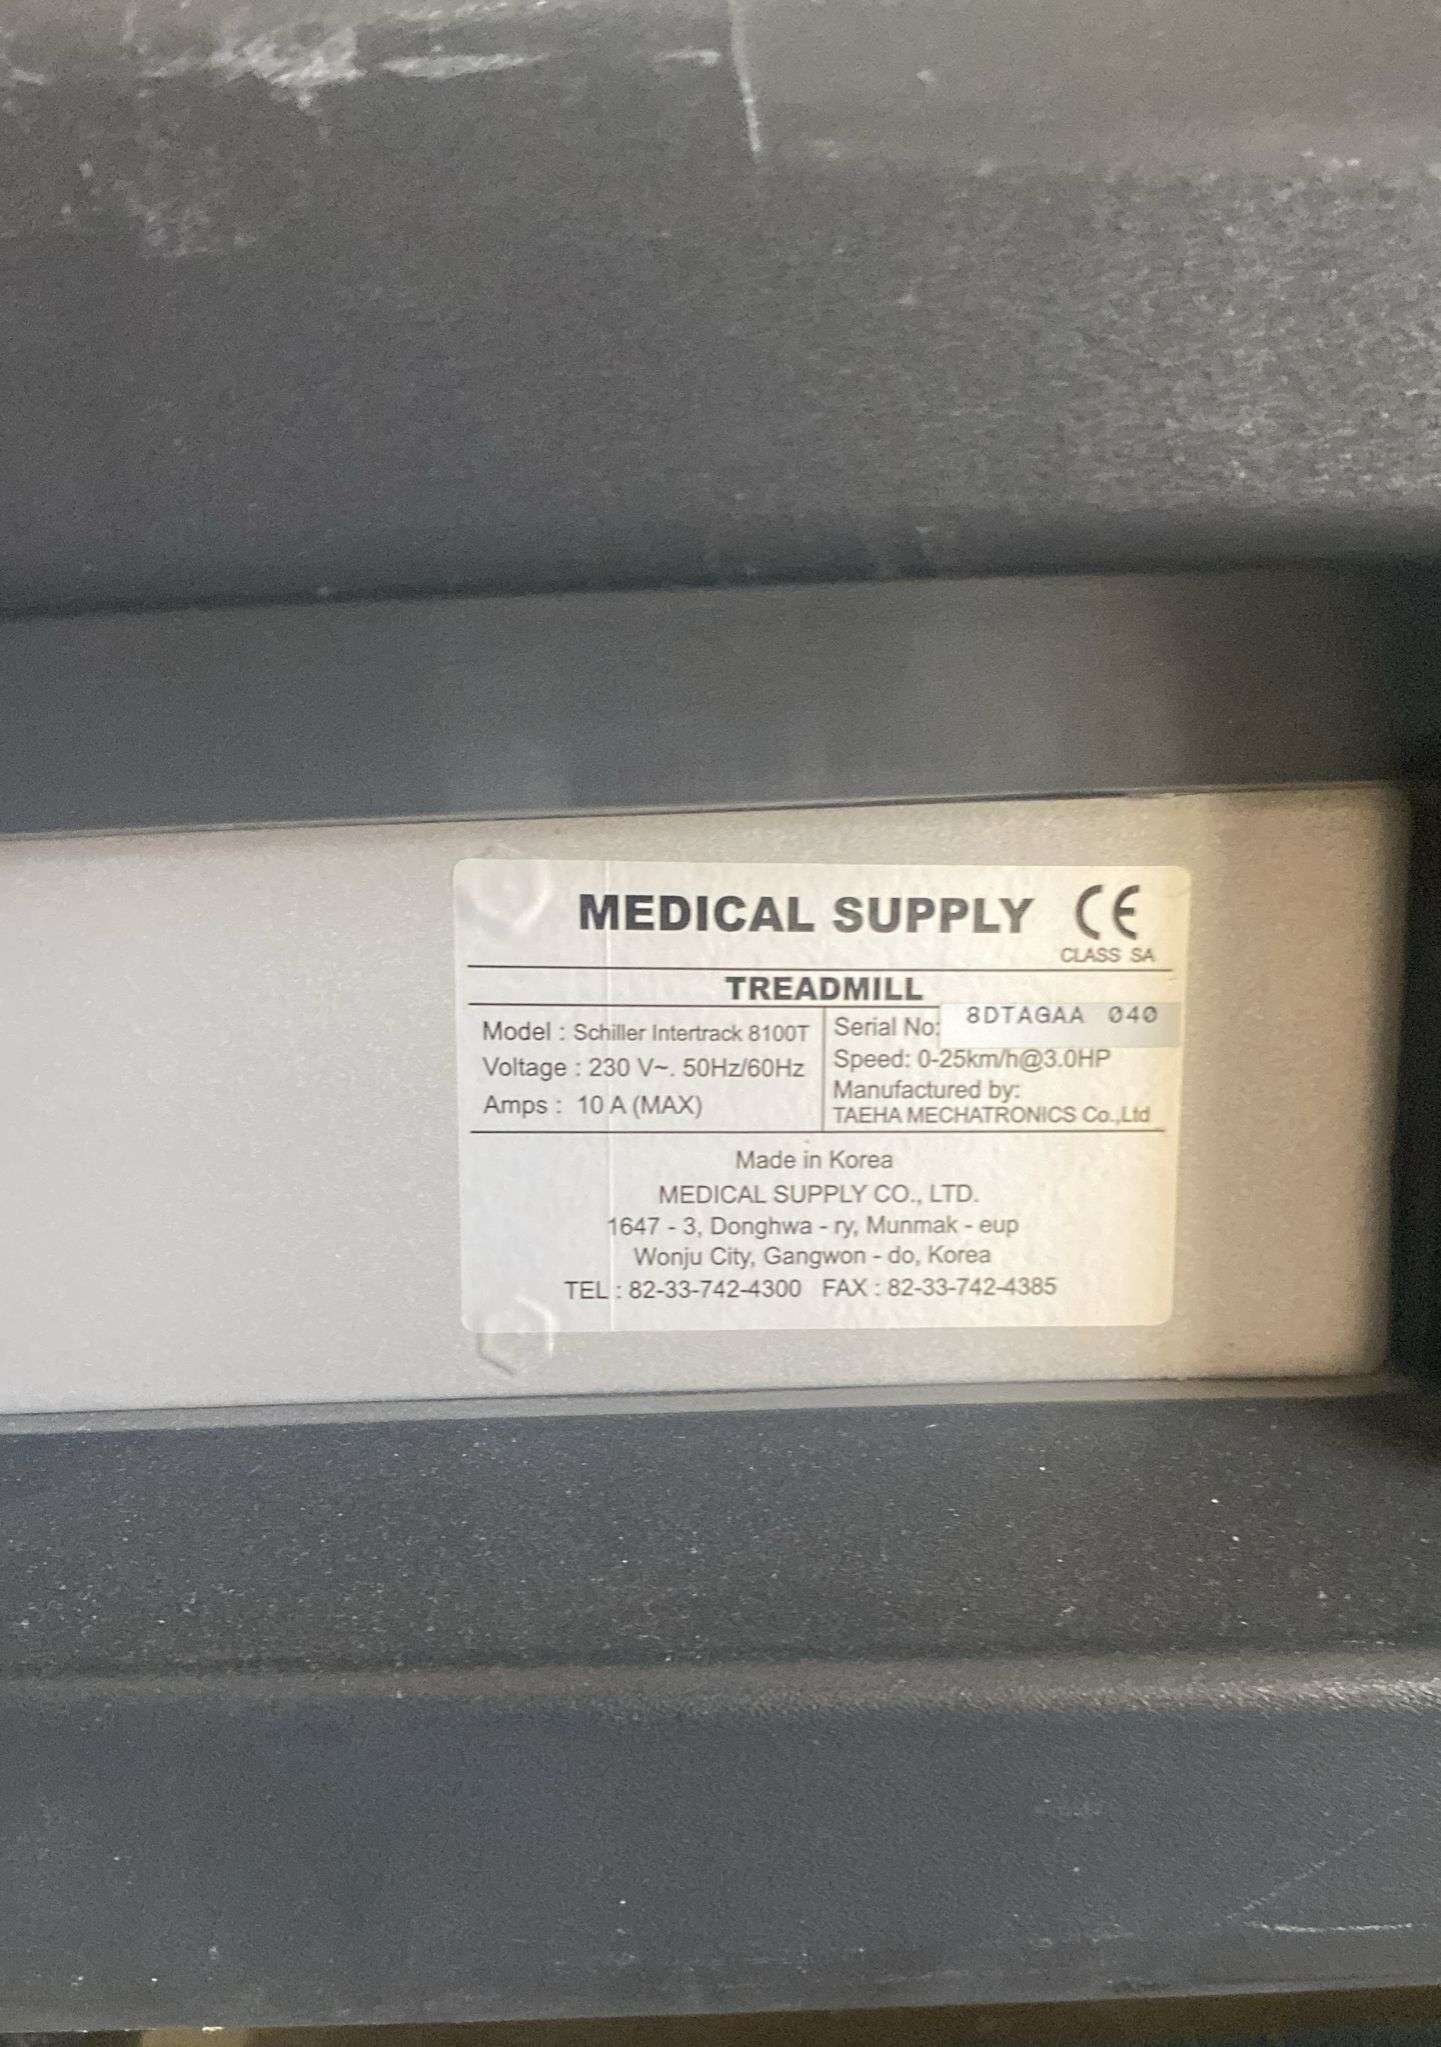 MEDICAL SUPPLY CE
CLASS SA
TREADMILL
Model : Schiller Intertrack 8100T
Voltage : 230 V~. 50Hz/60Hz
Amps : 10 A (MAX)
Serial No: 8DTAGAA 040
Speed: 0-25km/h@3.0HP
Manufactured by:
TAEHA MECHATRONICS Co.,Ltd
Made in Korea
MEDICAL SUPPLY CO., LTD.
1647 - 3, Donghwa - ry, Munmak - eup
Wonju City, Gangwon - do, Korea
TEL : 82-33-742-4300 FAX : 82-33-742-4385